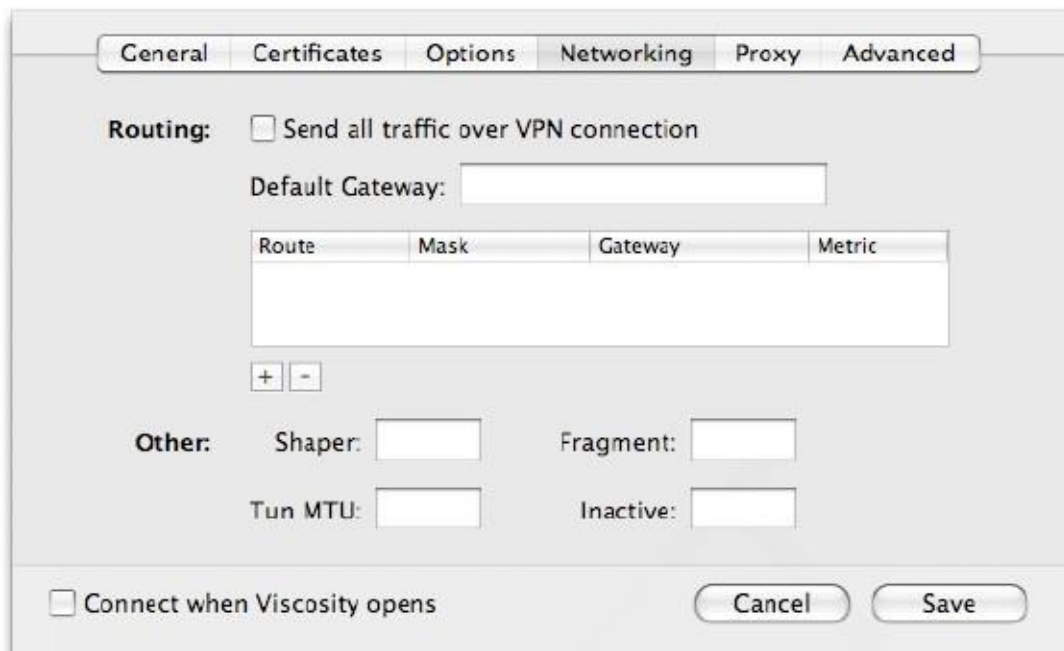 General Certificates Options Networking Proxy Advanced
Routing: Send all traffic over VPN connection
Default Gateway:
Route Mask Gateway Metric
+ -
Other: Shaper: Fragment:
Tun MTU: Inactive:
Connect when Viscosity opens Cancel Save